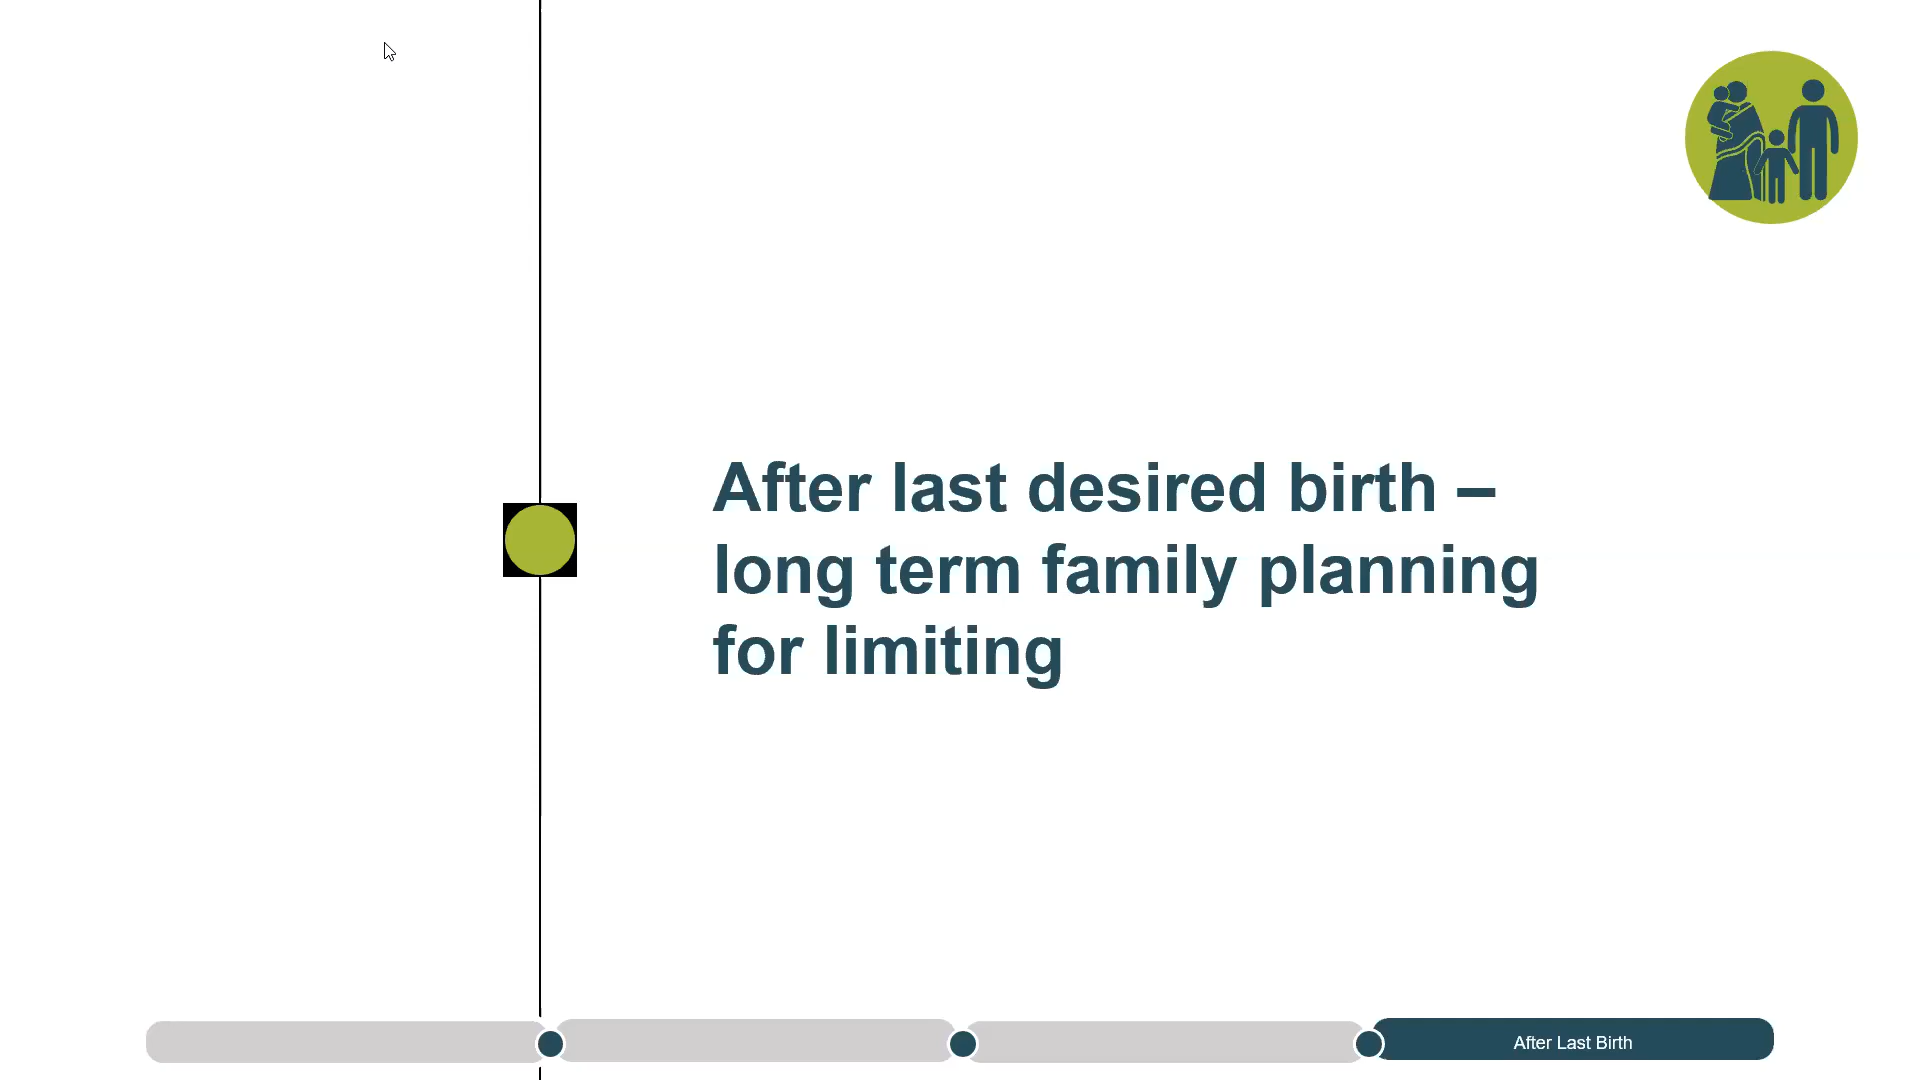 After last desired birth –
long term family planning
for limiting
After Last Birth